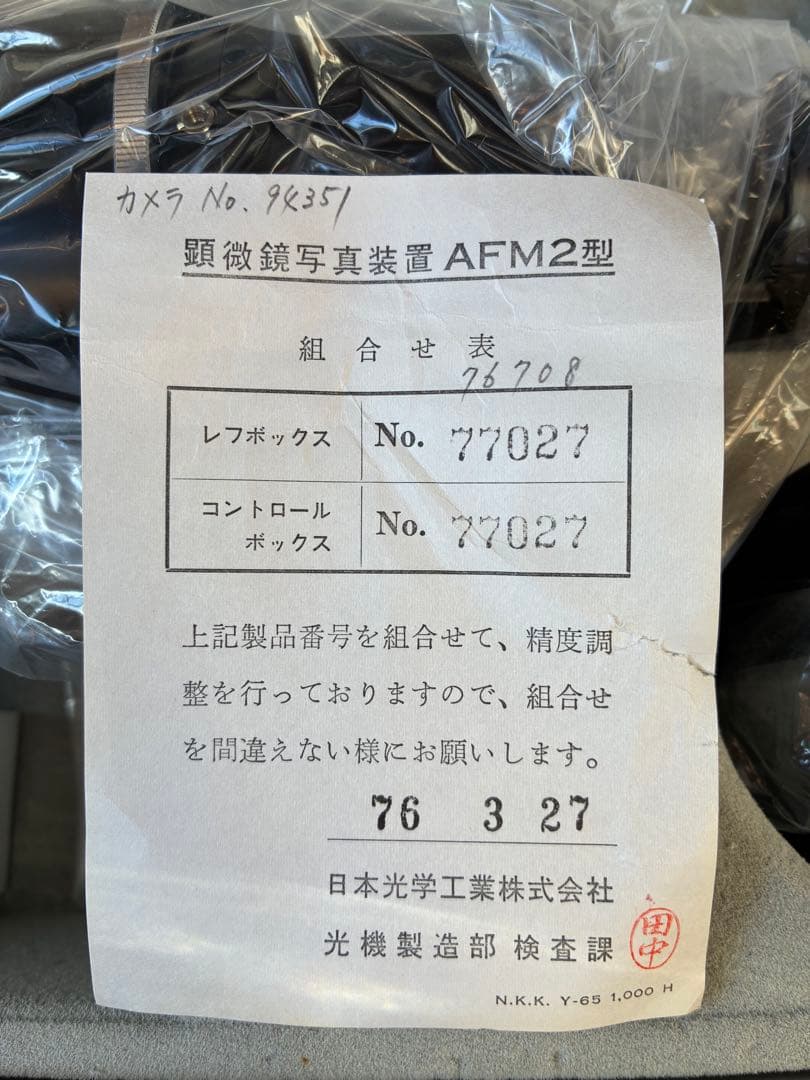 カメラ No. 94351
顕微鏡写真装置 AFM2型
組合せ表
76708
レフボックス No. 77027
コントロール
ボックス No. 77027
上記製品番号を組合せて、精度調
整を行っておりますので、組合せ
を間違えない様にお願いします。
76 3 27
日本光学工業株式会社
光機製造部 検査課
田中
N.K.K. Y-65 1,000 H